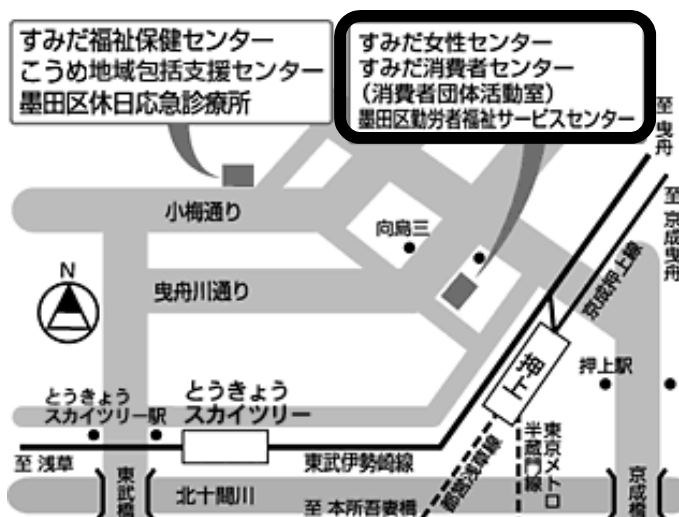 すみだ福祉保健センター
こうめ地域包括支援センター
墨田区休日応急診療所
すみだ女性センター
すみだ消費者センター
(消費者団体活動室)
墨田区勤労者福祉サービスセンター
至 曳舟
至 京成曳舟
小梅通り
向島三
曳舟川通り
N
京成押上線
押上
押上駅
とうきょう
スカイツリー駅
とうきょう
スカイツリー
至 浅草
東武伊勢崎線
都営浅草線
東京メトロ
半蔵門線
東武橋
北十間川
至 本所吾妻橋
京成橋